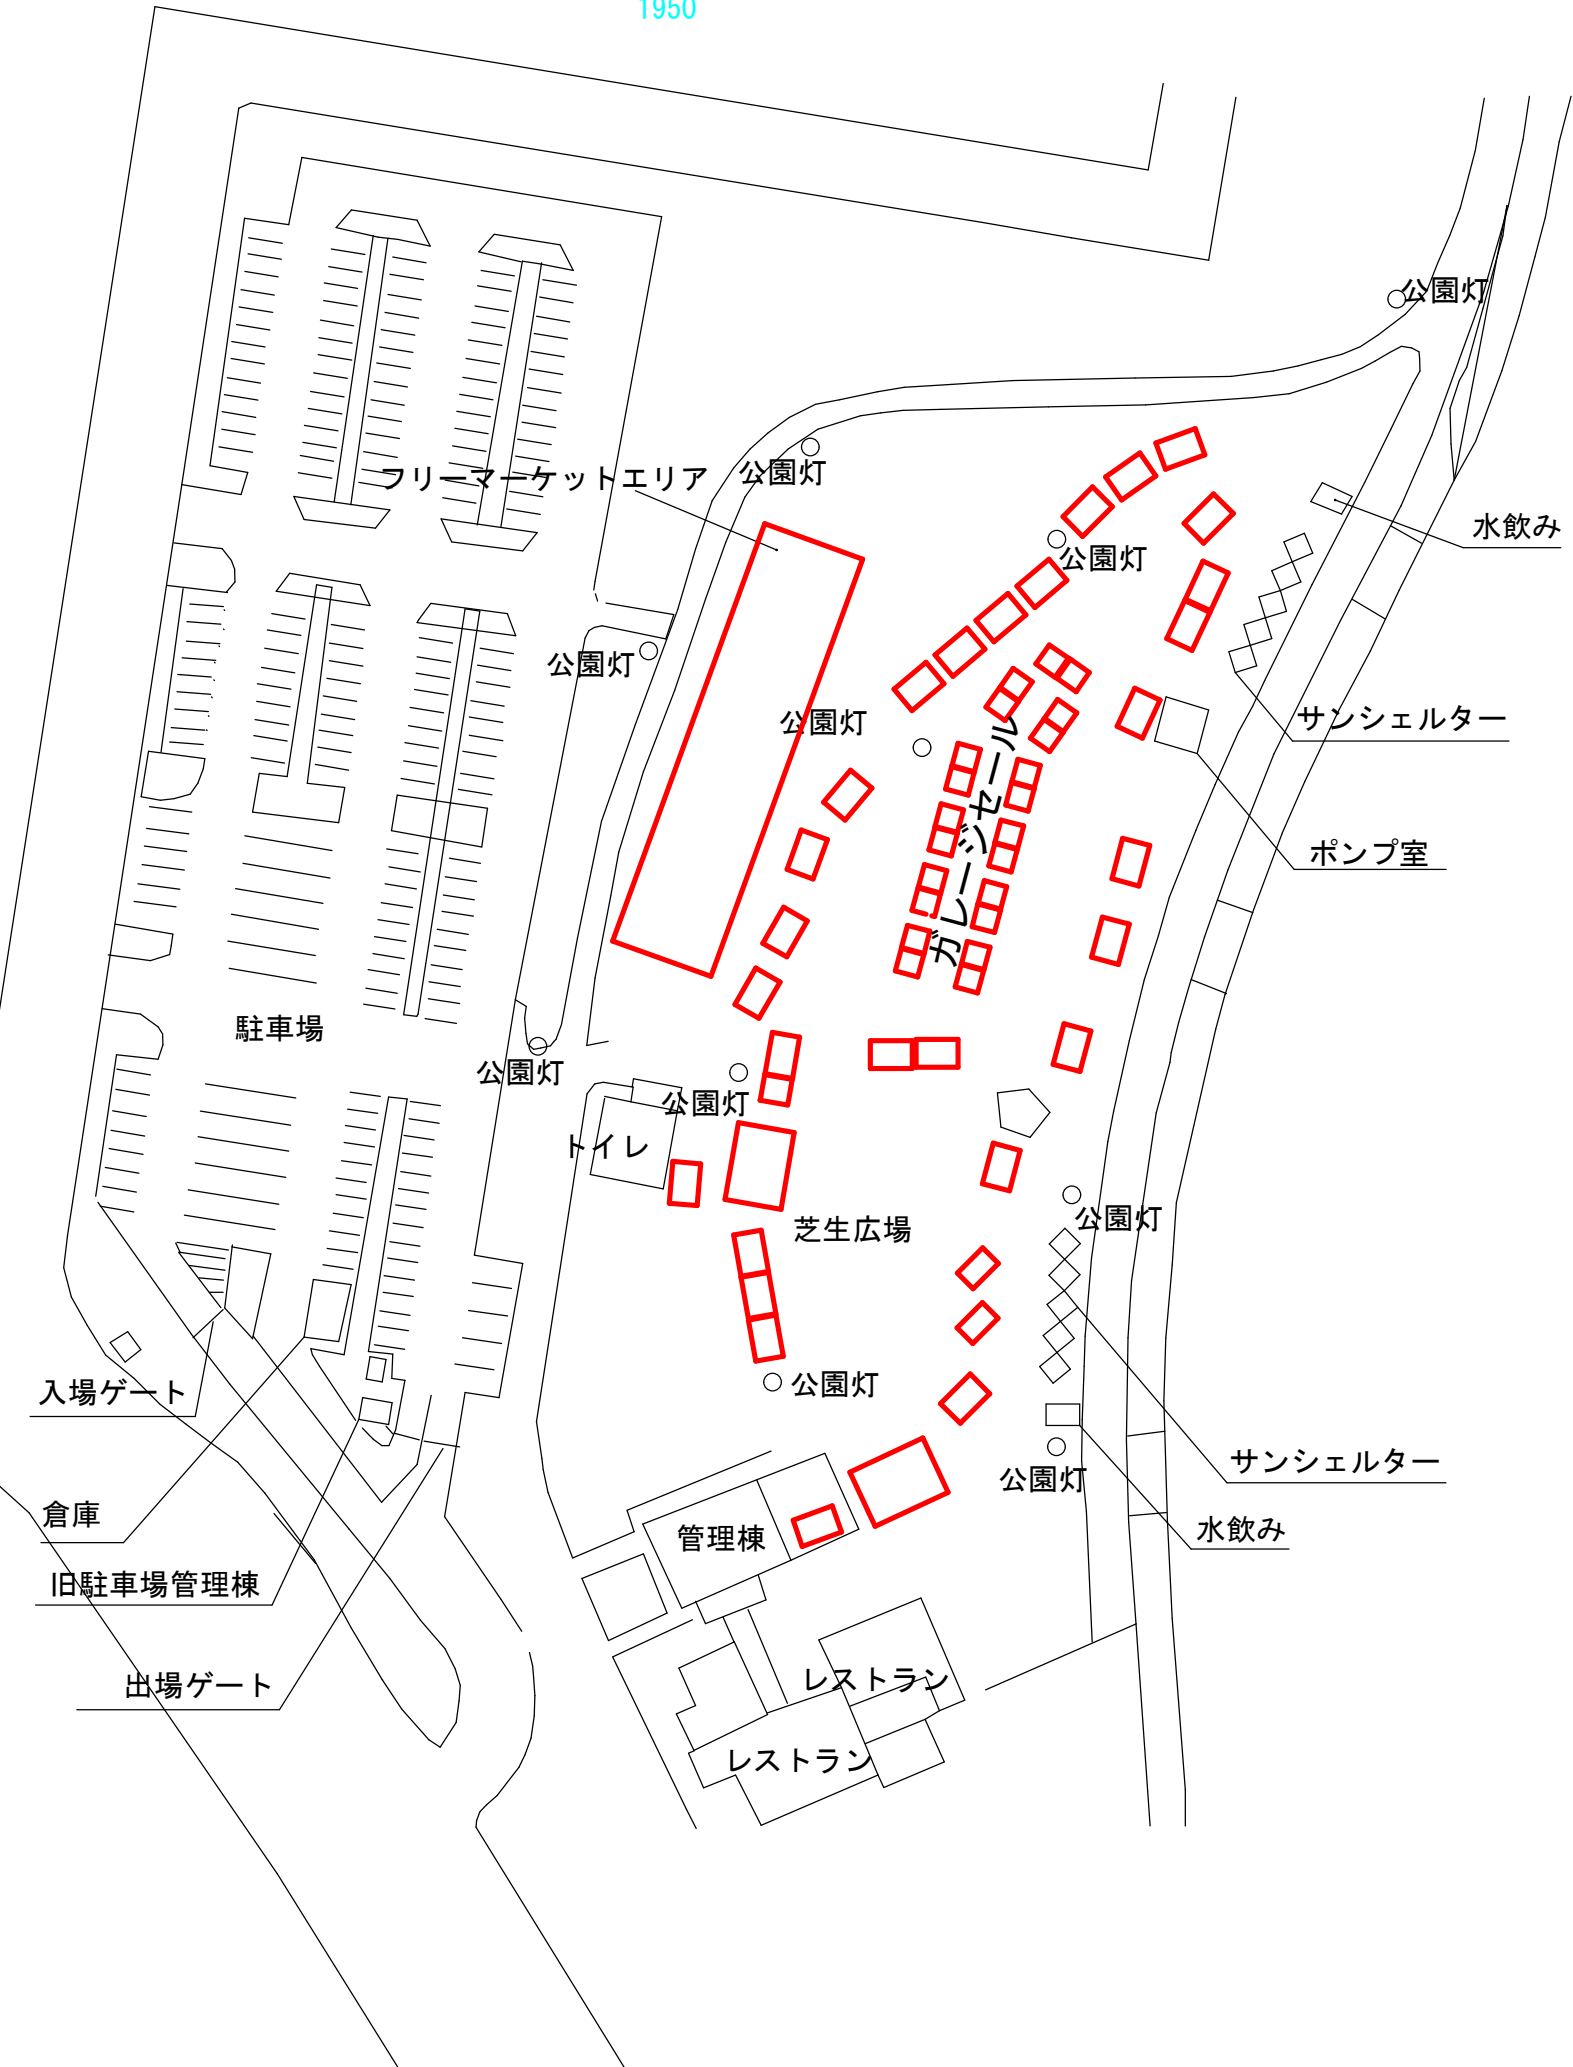 1950
公園灯
公園灯
フリーマーケットエリア
水飲み
公園灯
公園灯
サンシェルター
公園灯
ガレージセール
ポンプ室
駐車場
公園灯
公園灯
トイレ
公園灯
芝生広場
公園灯
入場ゲート
サンシェルター
公園灯
倉庫
水飲み
管理棟
旧駐車場管理棟
レストラン
出場ゲート
レストラン